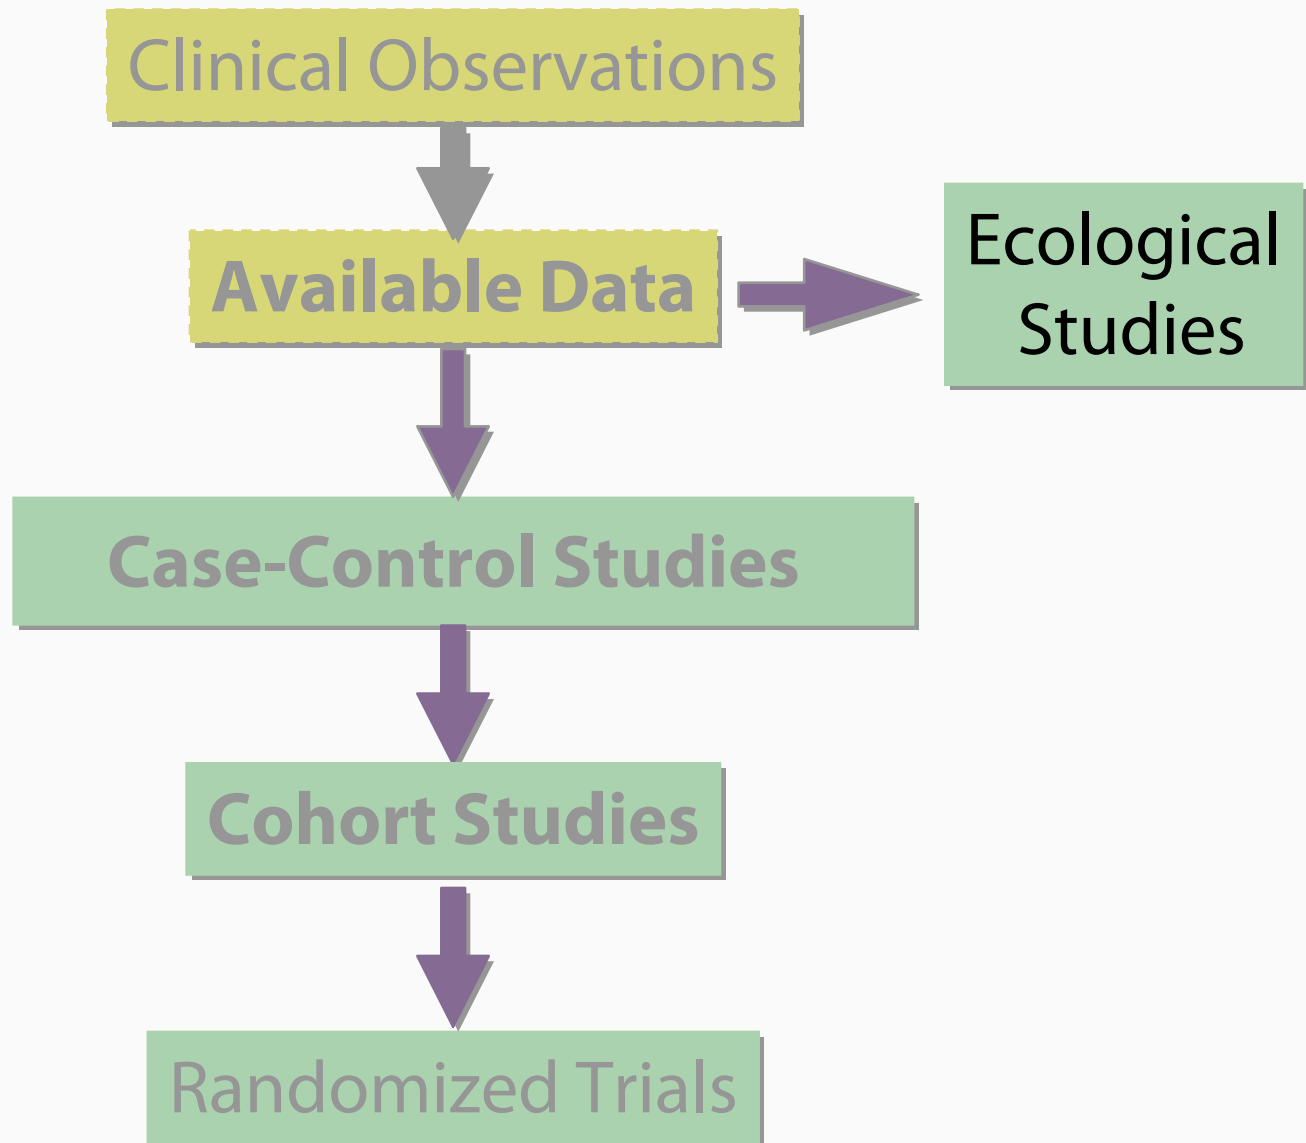 Clinical Observations
Available Data
Ecological
Studies
Case-Control Studies
Cohort Studies
Randomized Trials